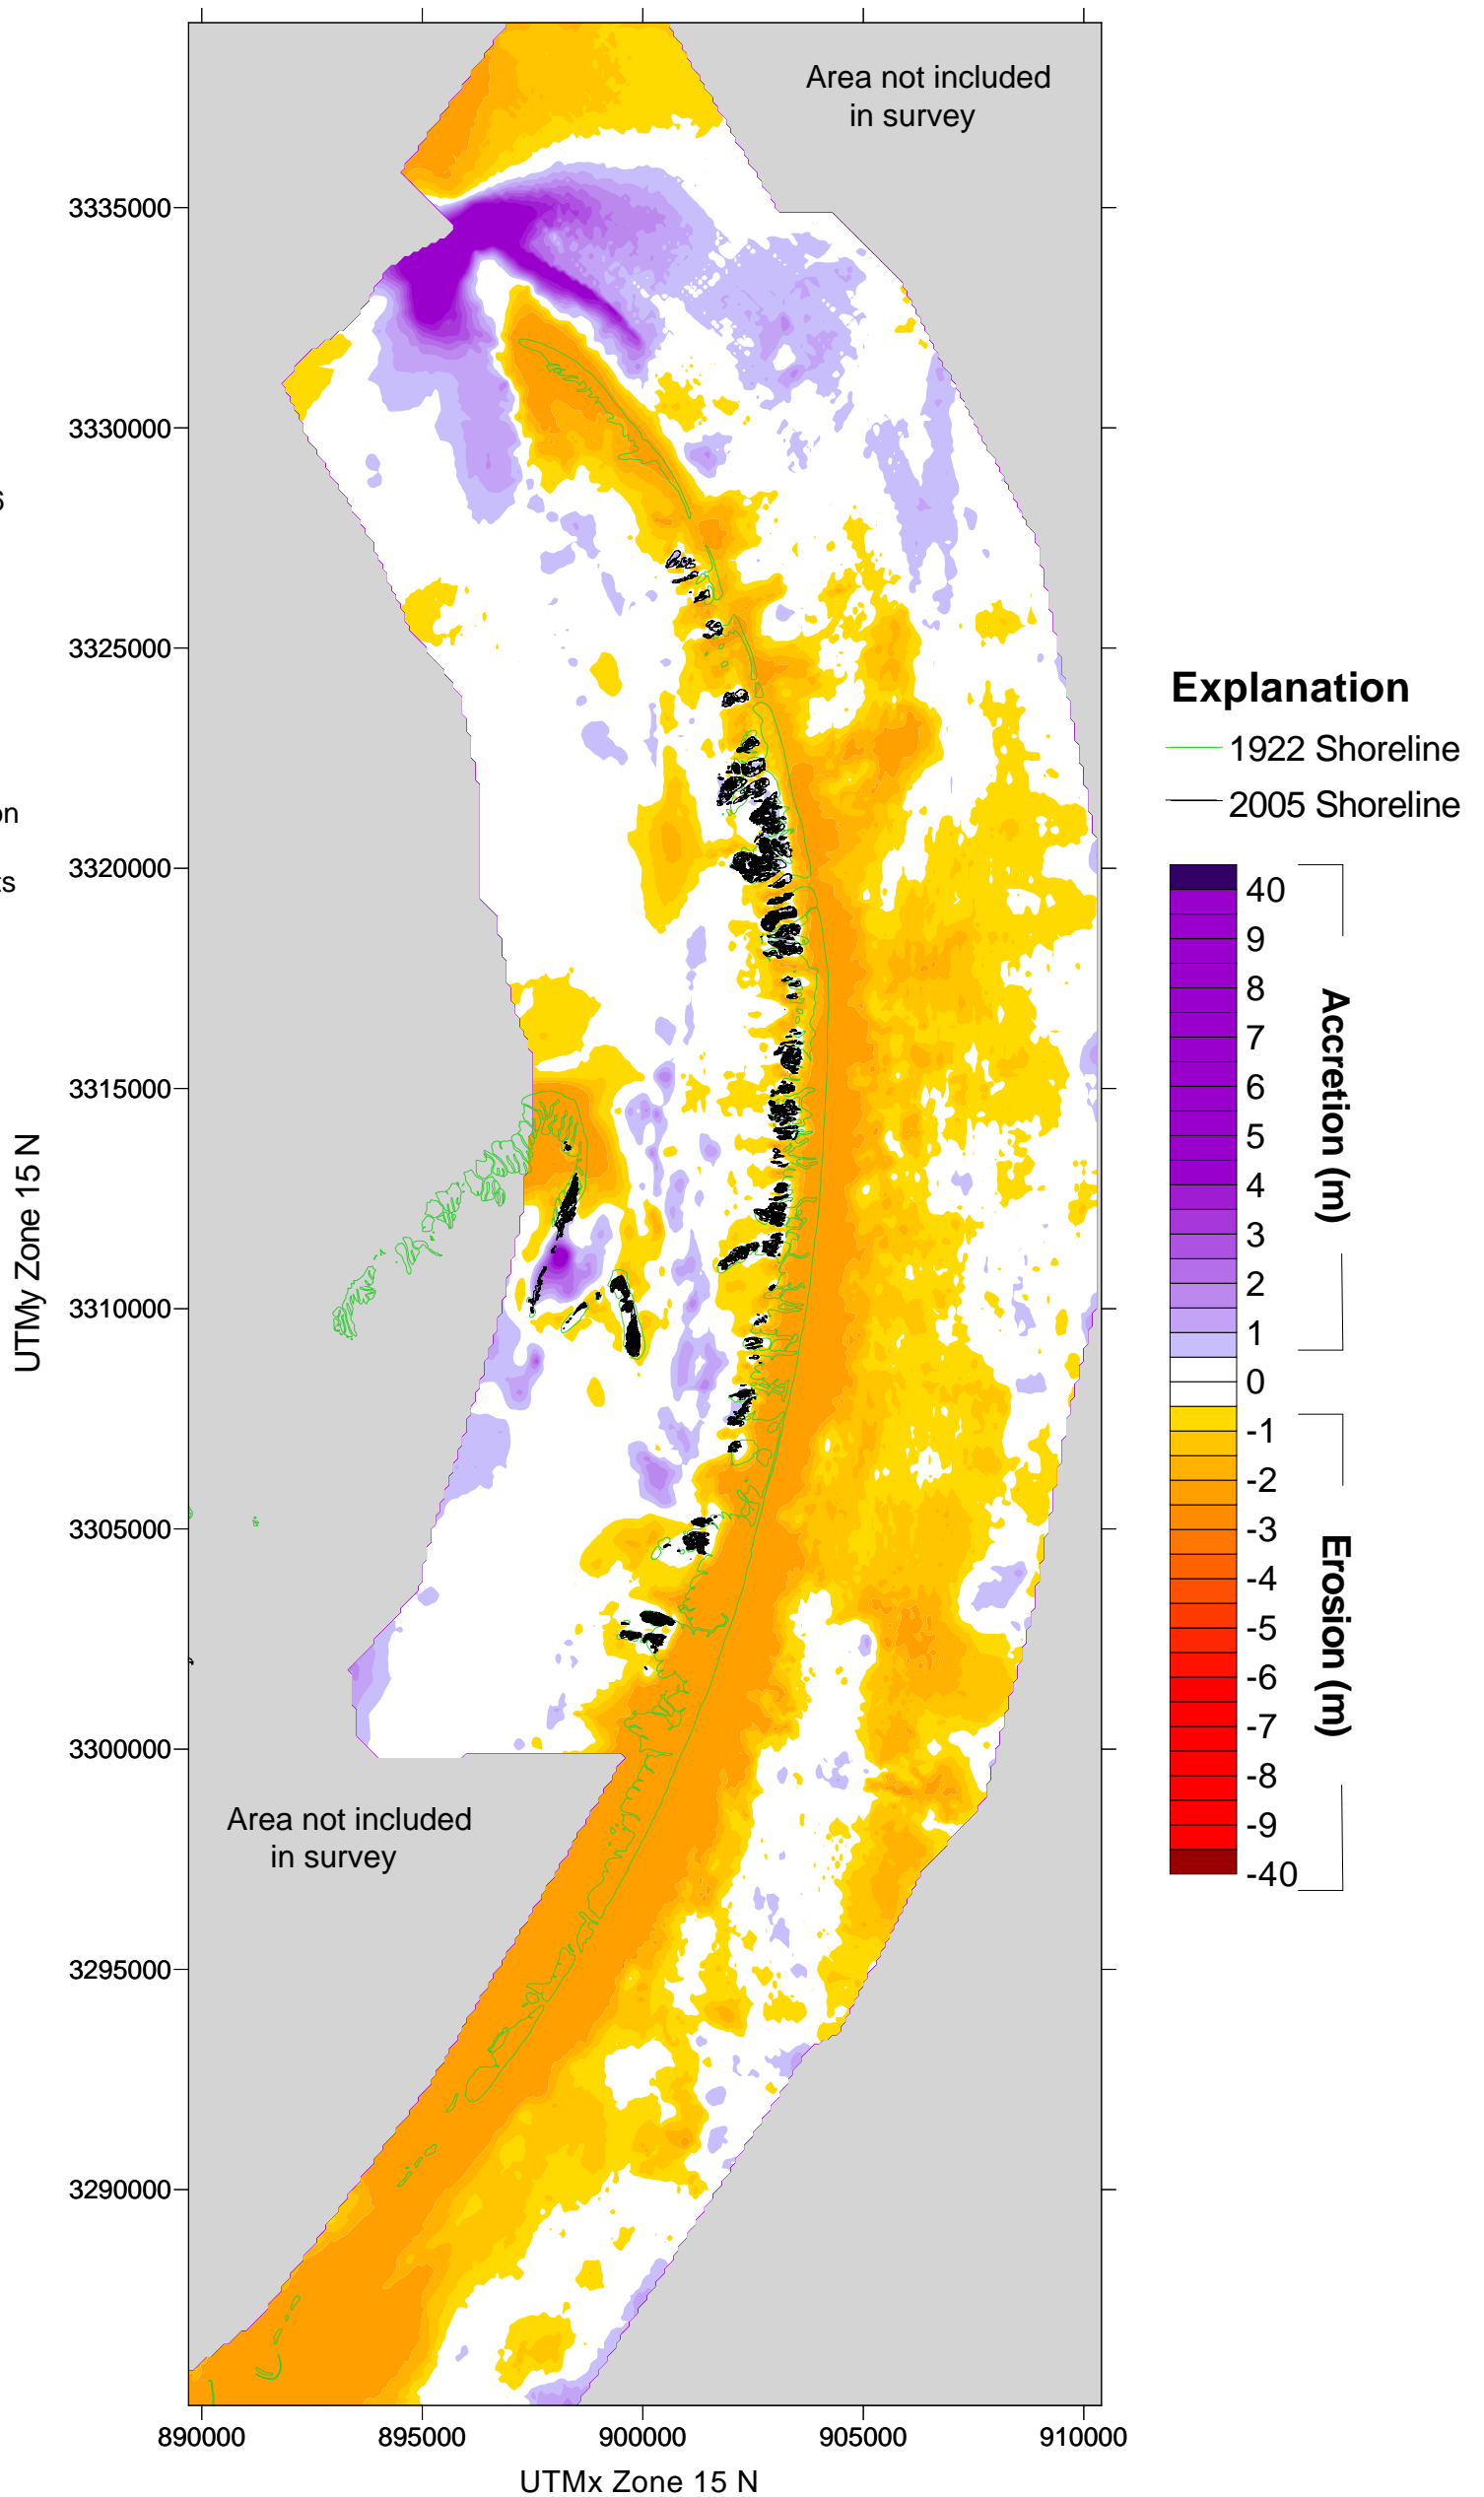 Area not included
in survey
3335000
3330000
6
3325000
on
ts
3320000
3315000
3310000
3305000
3300000
3295000
3290000
UTMy Zone 15 N
Area not included
in survey
890000
895000
900000
905000
910000
UTMx Zone 15 N
Explanation
1922 Shoreline
2005 Shoreline
40
9
8
7
6
5
4
3
2
1
0
-1
-2
-3
-4
-5
-6
-7
-8
-9
-40
Accretion (m)
Erosion (m)